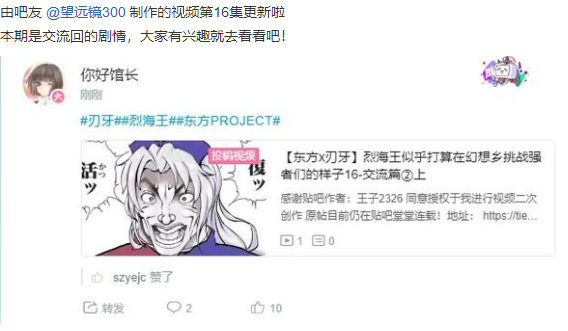 由吧友 @望远镜300 制作的视频第16集更新啦
本期是交流回的剧情，大家有兴趣就去看看吧！
你好馆长
刚刚
#刃牙##烈海王##东方PROJECT#
投稿视频
复ッ
活ッ
【东方x刃牙】烈海王似乎打算在幻想乡挑战强
者们的样子16-交流篇②上
感谢贴吧作者：王子2326 同意授权于我进行视频二次
创作 原帖目前仍在贴吧堂堂连载！地址： https://tie...
1 0
szyejc 赞了
转发 2 10